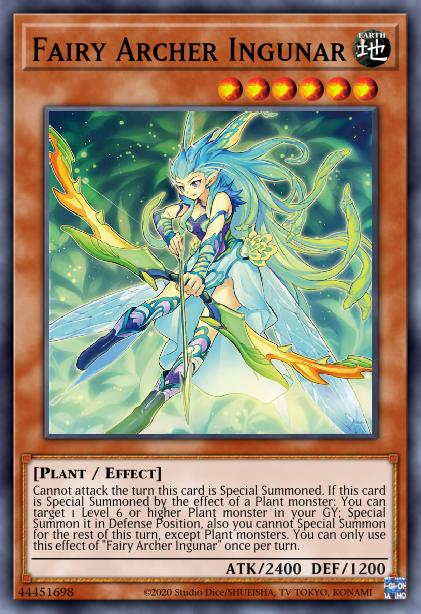 FAIRY ARCHER INGUNAR
EARTH
地
[PLANT / EFFECT]
Cannot attack the turn this card is Special Summoned. If this card
is Special Summoned by the effect of a Plant monster: You can
target 1 Level 6 or higher Plant monster in your GY; Special
Summon it in Defense Position, also you cannot Special Summon
for the rest of this turn, except Plant monsters. You can only use
this effect of "Fairy Archer Ingunar" once per turn.
ATK/2400 DEF/1200
44451698 ©2020 Studio Dice/SHUEISHA, TV TOKYO, KONAMI